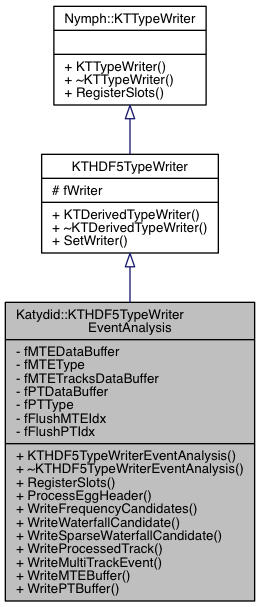 Nymph::KTTypeWriter
+ KTTypeWriter()
+ ~KTTypeWriter()
+ RegisterSlots()
KTHDF5TypeWriter
# fWriter
+ KTDerivedTypeWriter()
+ ~KTDerivedTypeWriter()
+ SetWriter()
Katydid::KTHDF5TypeWriter
EventAnalysis
- fMTEDataBuffer
- fMTEType
- fMTETracksDataBuffer
- fPTDataBuffer
- fPTType
- fFlushMTEIdx
- fFlushPTIdx
+ KTHDF5TypeWriterEventAnalysis()
+ ~KTHDF5TypeWriterEventAnalysis()
+ RegisterSlots()
+ ProcessEggHeader()
+ WriteFrequencyCandidates()
+ WriteWaterfallCandidate()
+ WriteSparseWaterfallCandidate()
+ WriteProcessedTrack()
+ WriteMultiTrackEvent()
+ WriteMTEBuffer()
+ WritePTBuffer()